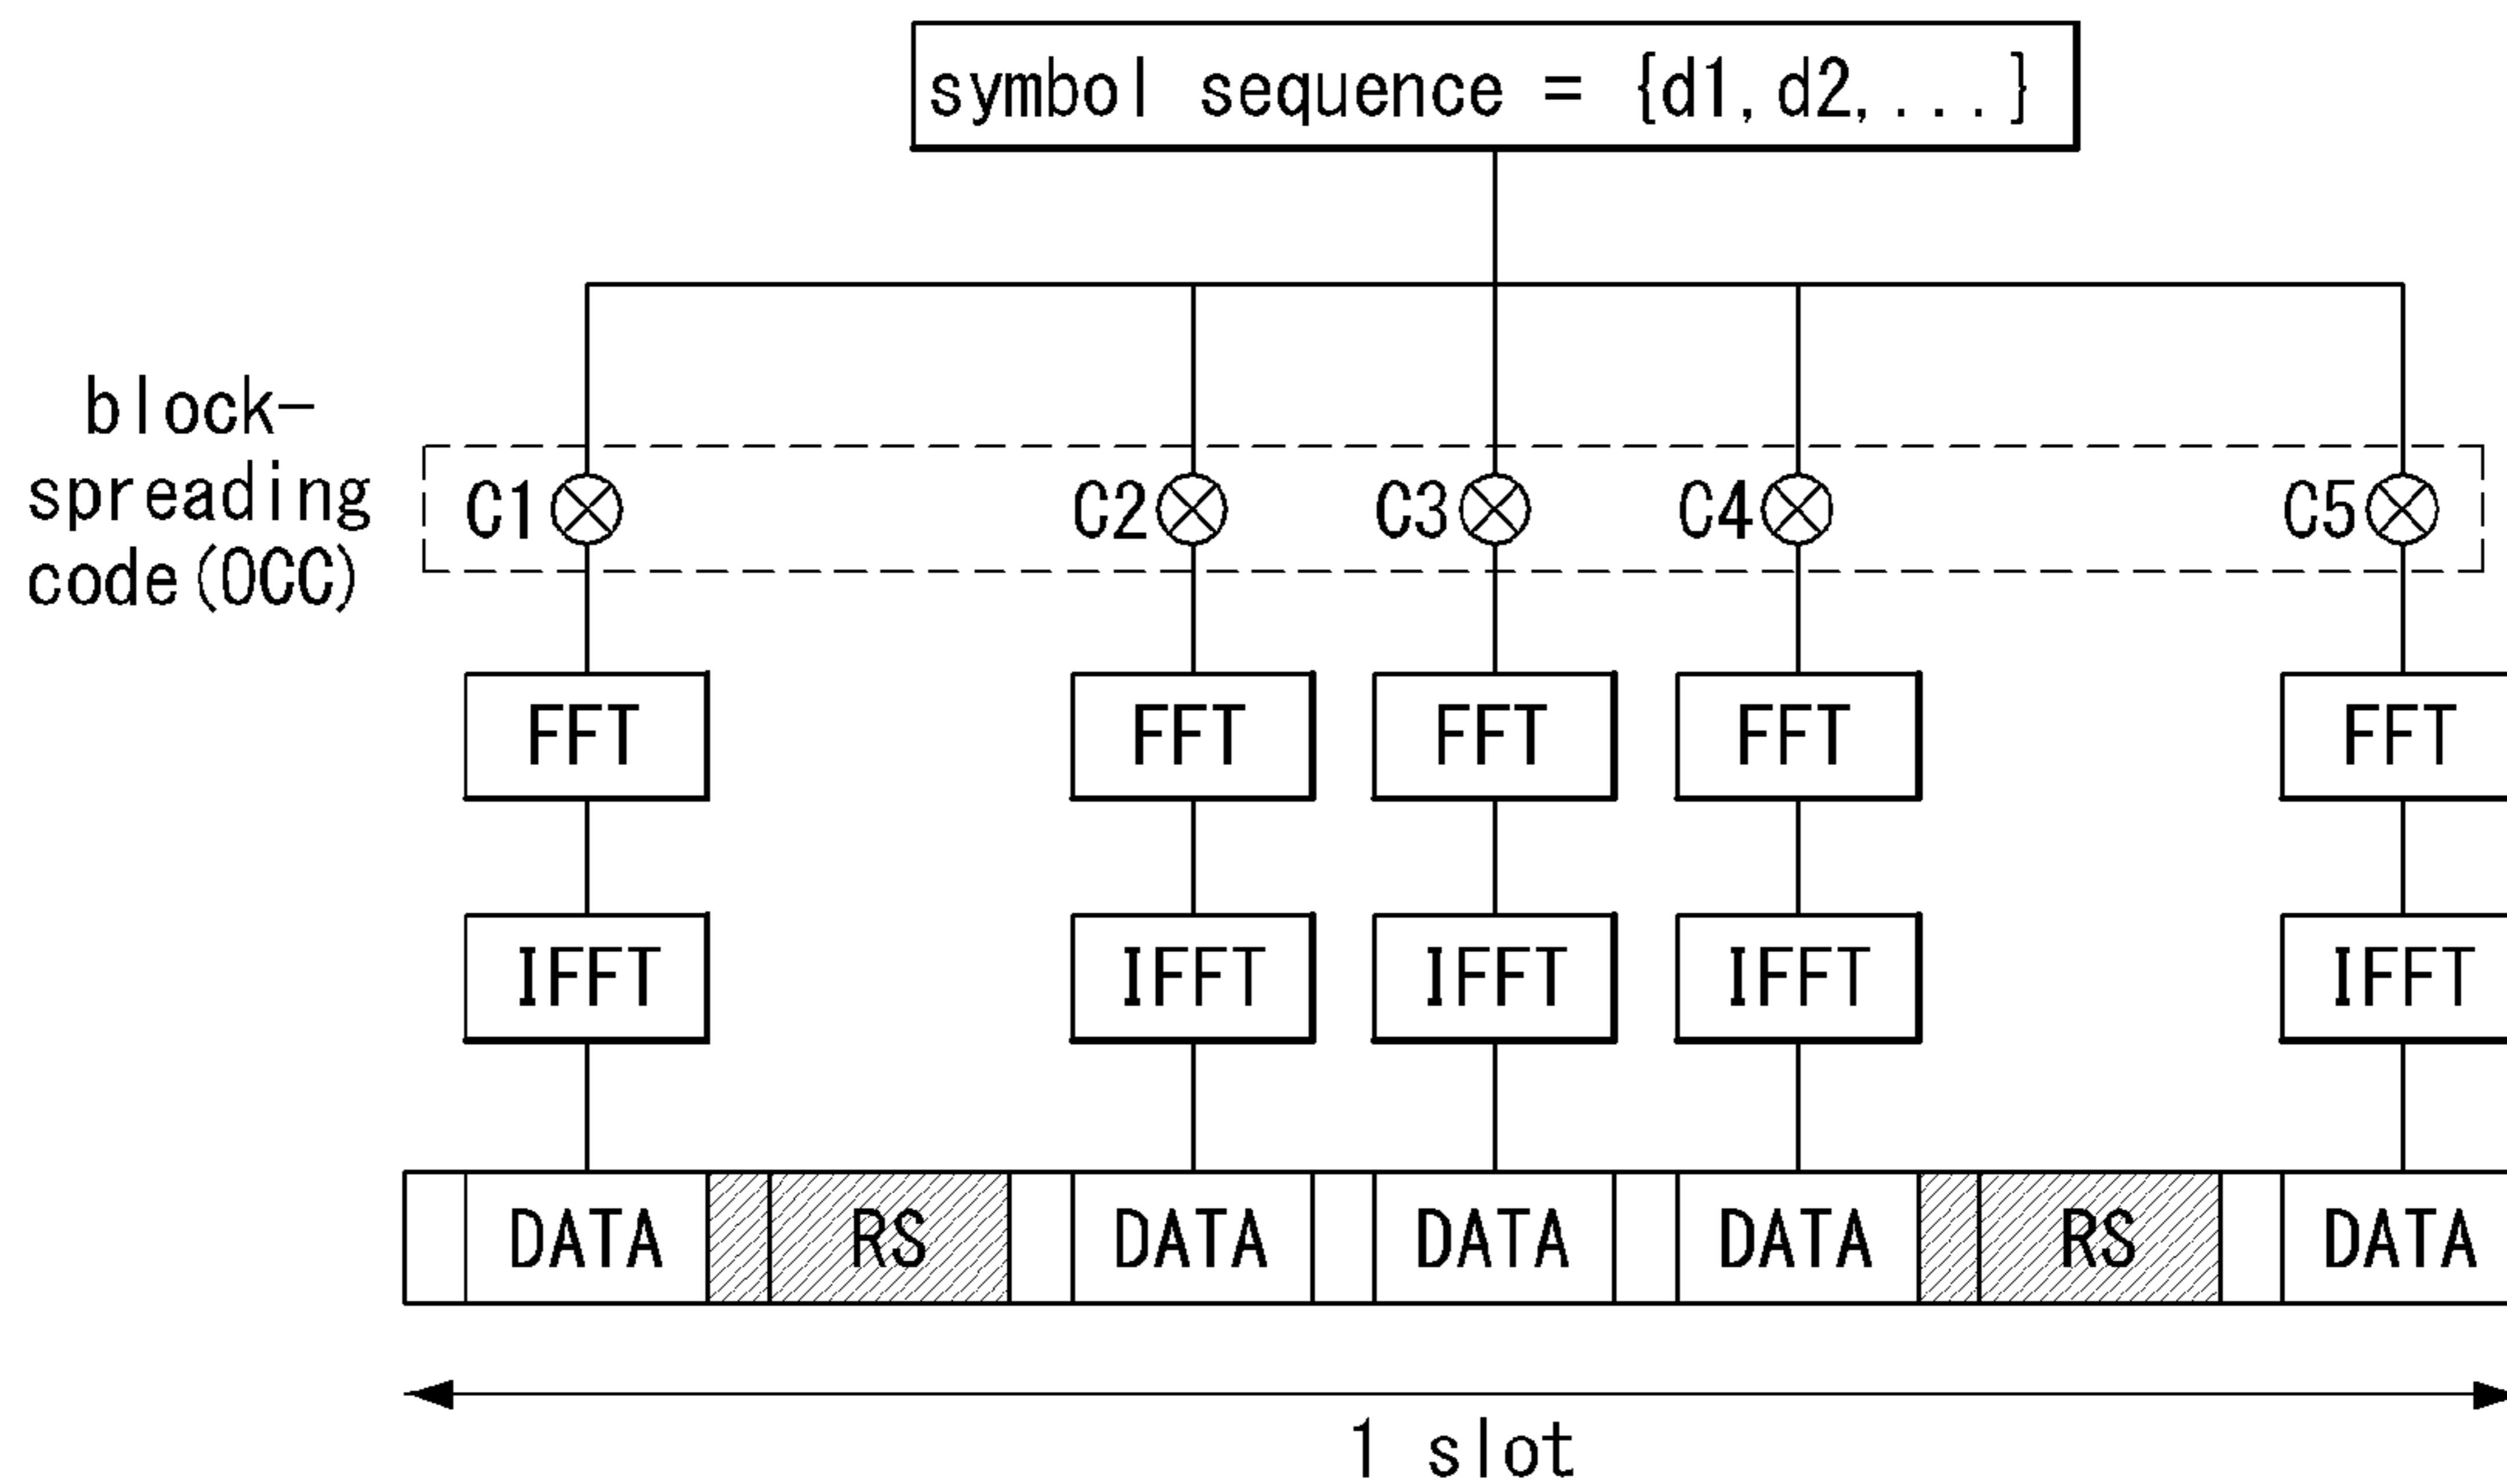 symbol sequence = {d1, d2, ...}
block-
spreading
code(OCC)
C1 C2 C3 C4 C5
FFT FFT FFT FFT FFT
IFFT IFFT IFFT IFFT IFFT
DATA RS DATA DATA DATA RS DATA
1 slot